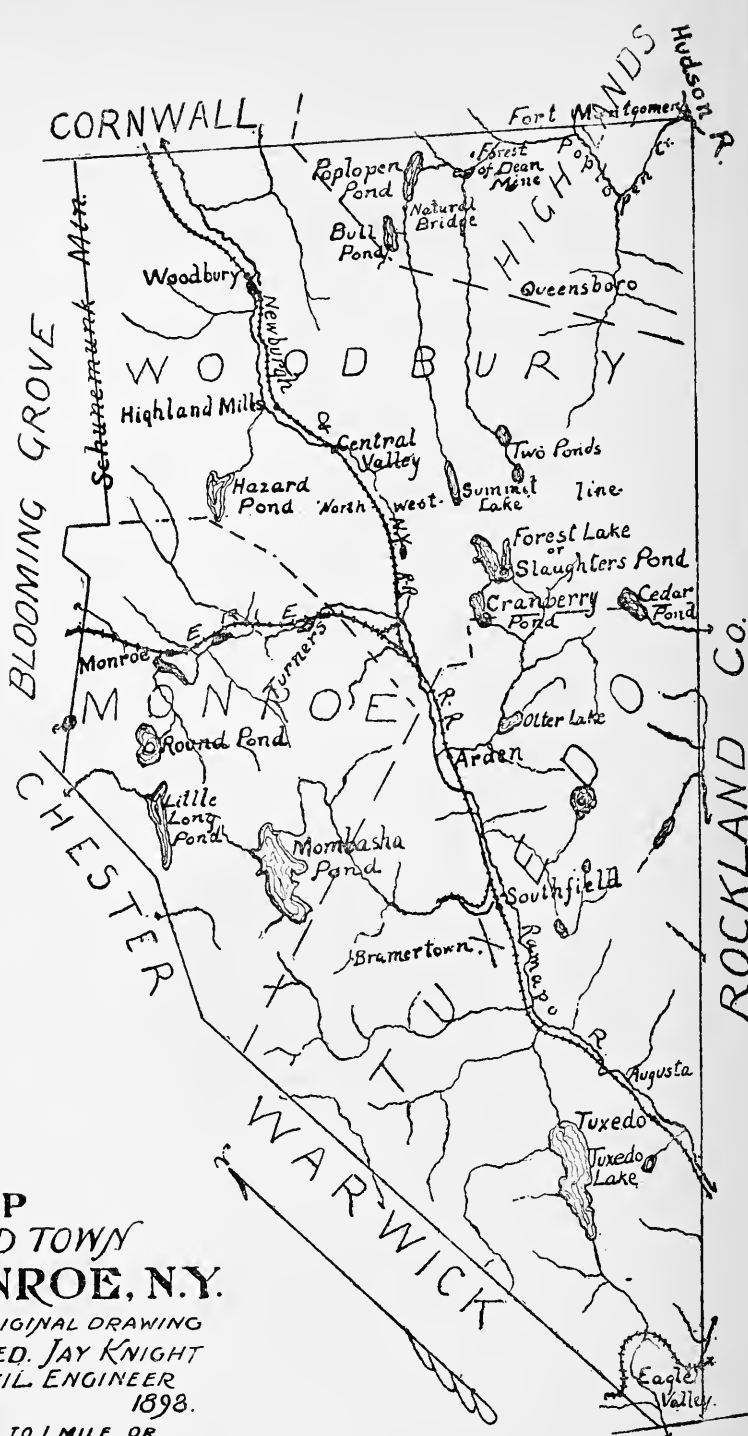 Hudson R.
CORNWALL
Fort Montgomery
HIGHLANDS
Poplopen Cr.
Forest
of Dean
Mine
Poplopen
Pond
Natural
Bridge
Bull
Pond
Schunemunk Mtn.
Woodbury
Queensboro
Newburgh
BLOOMING GROVE
WOODBURY
Highland Mills
&
Central
Valley
Two Ponds
Hazard
Pond
Summit
Lake
line
North west.
N.Y.
R.R.
Forest Lake
or
Slaughters Pond
Cranberry
Pond
Cedar
Pond
ERIE
Turners
Monroe
MONROE
R.R.
O
Otter Lake
Round Pond
Arden
ROCKLAND Co.
CHESTER
Little
Long
Pond
Mombasha
Pond
Southfield
Bramertown.
Ramapo
R.
TUX
Augusta
Tuxedo
Tuxedo
Lake
WARWICK
P
D TOWN
NROE, N.Y.
IGINAL DRAWING
ED. JAY KNIGHT
IL ENGINEER
1898.
TO 1 MILE OR
Eagle
Valley.